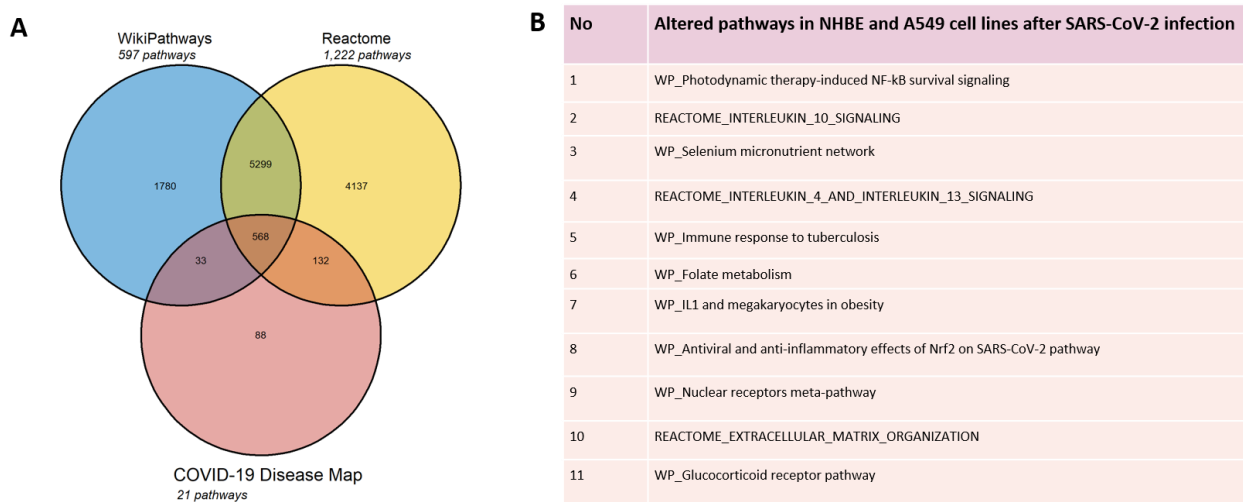 A
WikiPathways
597 pathways
Reactome
1,222 pathways
5299
1780
4137
568
33
132
88
COVID-19 Disease Map
21 pathways
B
No Altered pathways in NHBE and A549 cell lines after SARS-CoV-2 infection
1 WP_Photodynamic therapy-induced NF-kB survival signaling
2 REACTOME_INTERLEUKIN_10_SIGNALING
3 WP_Selenium micronutrient network
4 REACTOME_INTERLEUKIN_4_AND_INTERLEUKIN_13_SIGNALING
5 WP_Immune response to tuberculosis
6 WP_Folate metabolism
7 WP_IL1 and megakaryocytes in obesity
8 WP_Antiviral and anti-inflammatory effects of Nrf2 on SARS-CoV-2 pathway
9 WP_Nuclear receptors meta-pathway
10 REACTOME_EXTRACELLULAR_MATRIX_ORGANIZATION
11 WP_Glucocorticoid receptor pathway